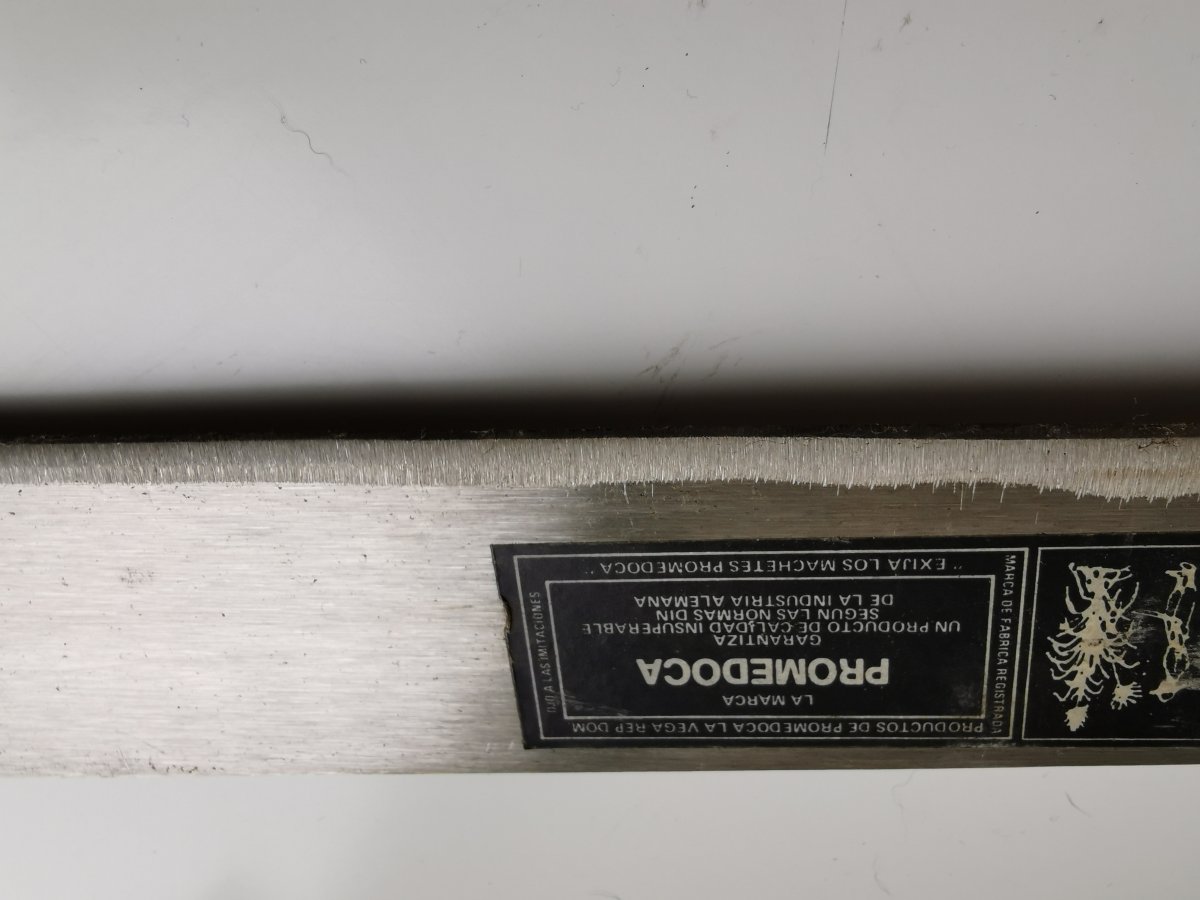 PRODUCTOS DE PROMEDOCA LA VEGA REP DOM
LA MARCA
PROMEDOCA
GARANTIZA
UN PRODUCTO DE CALIDAD INSUPERABLE
SEGUN LAS NORMAS DIN
DE LA INDUSTRIA ALEMANA
" EXIJA LOS MACHETES PROMEDOCA "
MARCA DE FABRICA REGISTRADA
OJO A LAS IMITACIONES